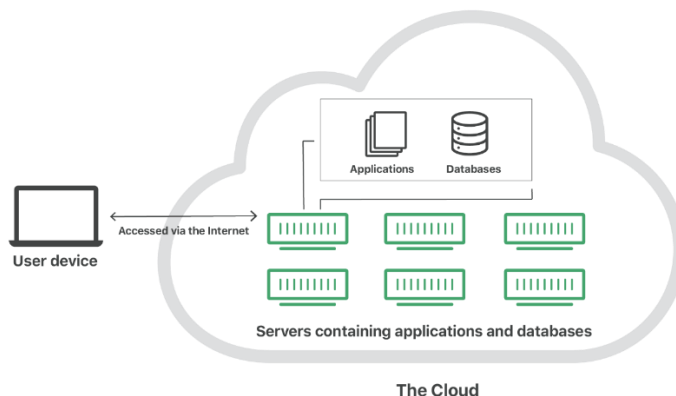 Applications
Databases
Accessed via the Internet
User device
Servers containing applications and databases
The Cloud